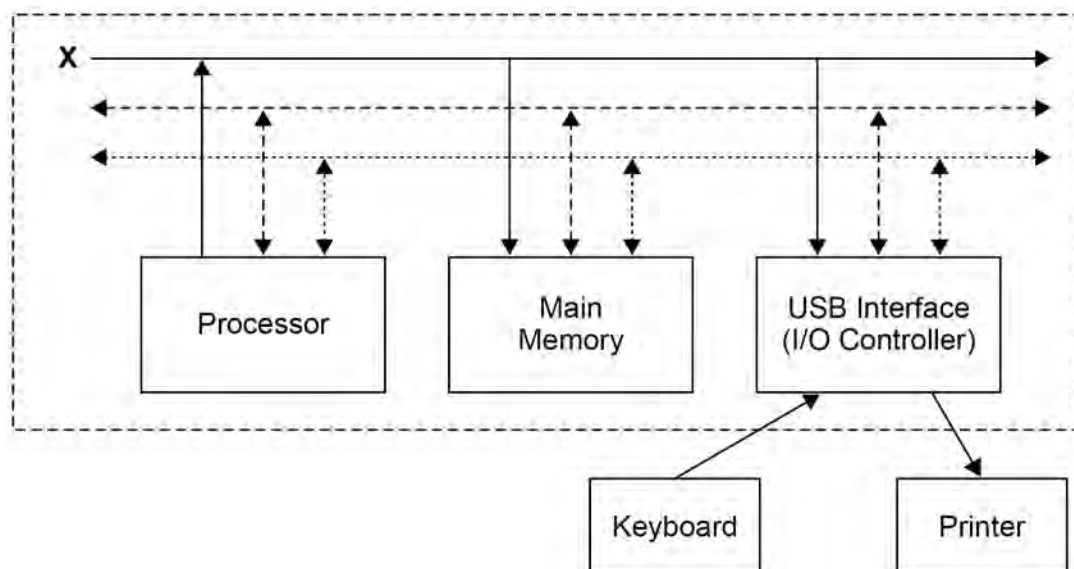 X
Processor
Main
Memory
USB Interface
(I/O Controller)
Keyboard
Printer